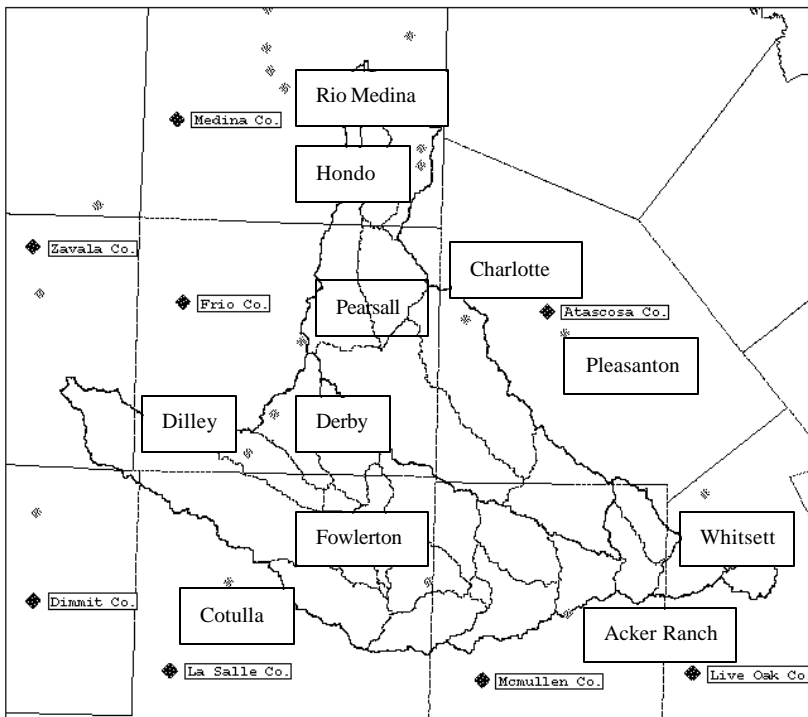 Rio Medina
Medina Co.
Hondo
Zavala Co.
Charlotte
Frio Co.
Pearsall
Atascosa Co.
Pleasanton
Dilley
Derby
Fowlerton
Whitsett
Dimmit Co.
Cotulla
Acker Ranch
La Salle Co.
Mcmullen Co.
Live Oak Co